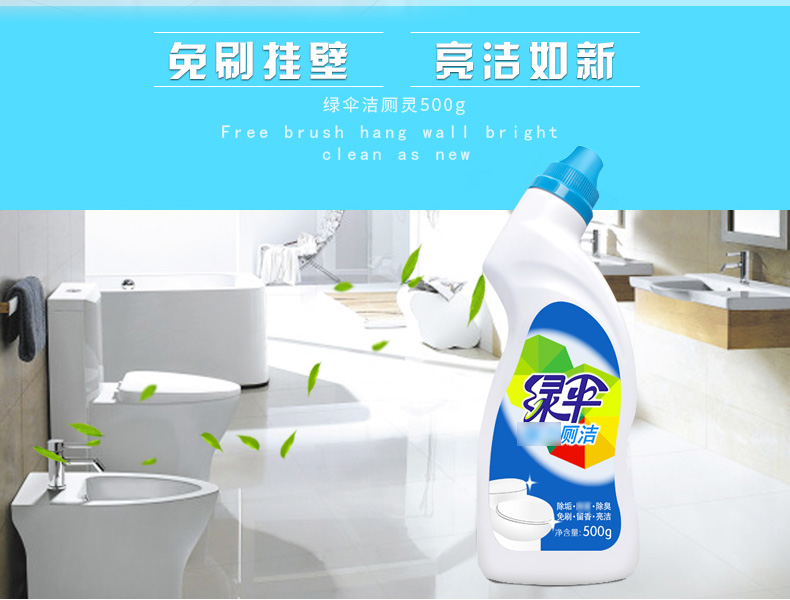 免刷挂壁 亮洁如新
绿伞洁厕灵500g
Free brush hang wall bright
clean as new
绿伞
厕洁
除垢· ·除臭
免刷·留香·亮洁
净含量:500g